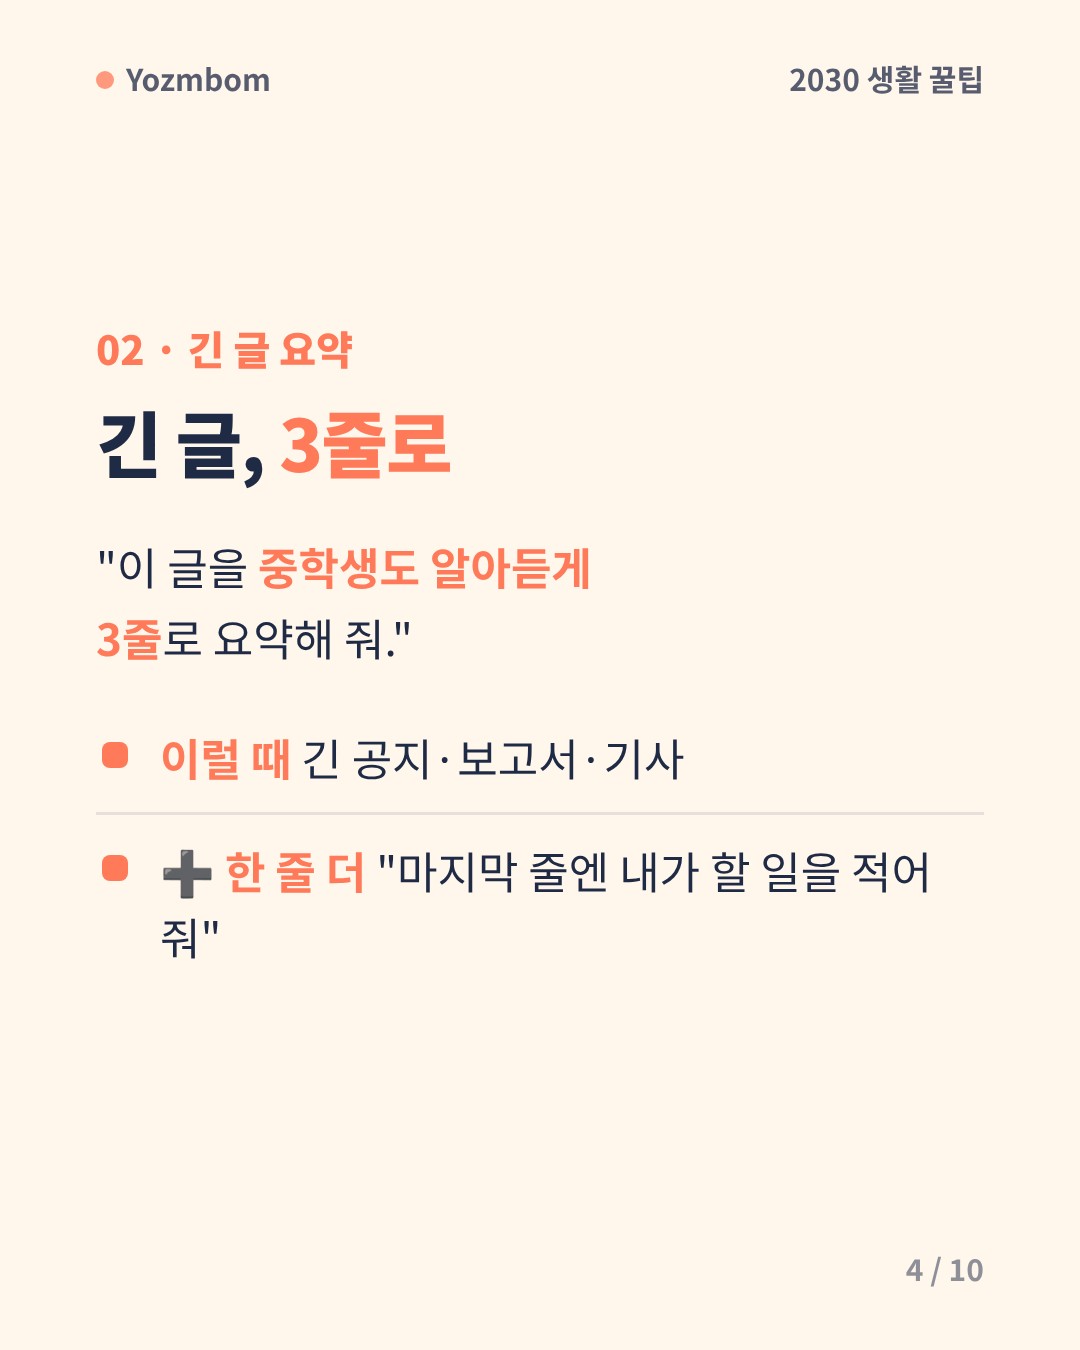 Yozmbom
2030 생활 꿀팁
02 · 긴 글 요약
긴 글, 3줄로
"이 글을 중학생도 알아듣게
3줄로 요약해 줘."
이럴 때 긴 공지·보고서·기사
➕ 한 줄 더 "마지막 줄엔 내가 할 일을 적어
줘"
4 / 10